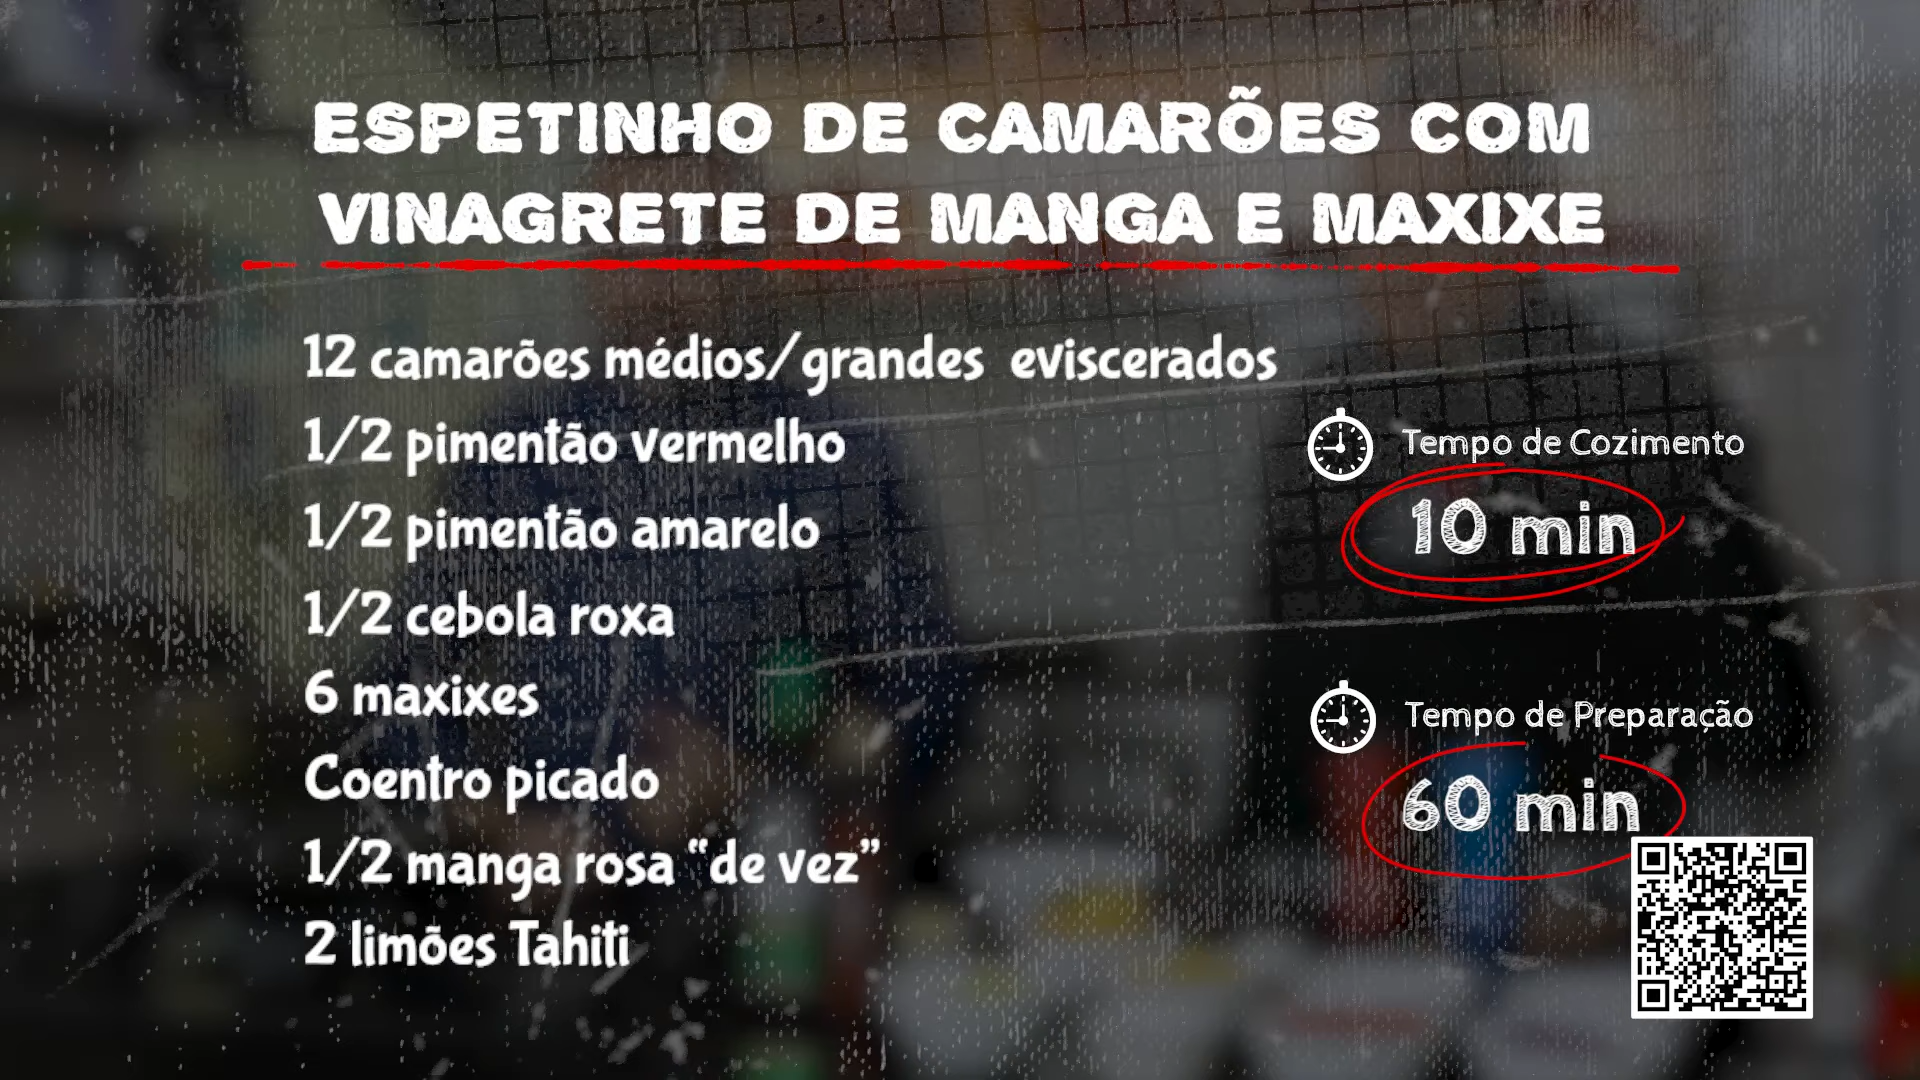 ESPETINHO DE CAMARÕES COM
VINAGRETE DE MANGA E MAXIXE
12 camarões médios/grandes eviscerados
1/2 pimentão vermelho
1/2 pimentão amarelo
1/2 cebola roxa
6 maxixes
Coentro picado
1/2 manga rosa “de vez”
2 limões Tahiti
Tempo de Cozimento
10 min
Tempo de Preparação
60 min